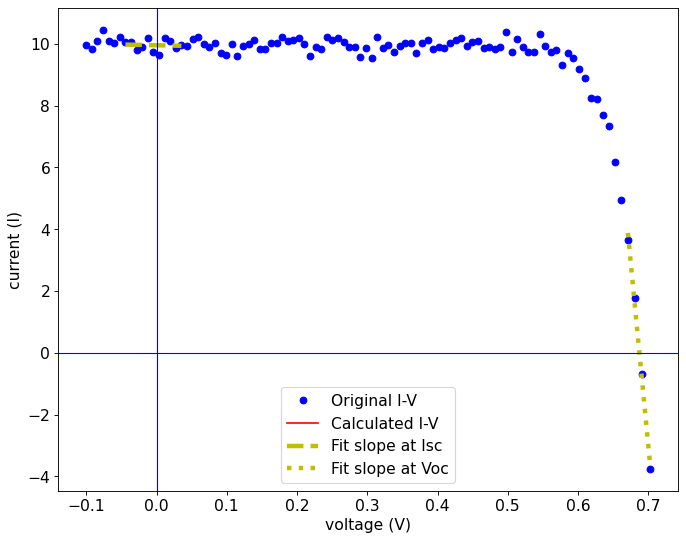 10
8
6
4
2
0
−2
−4
current (I)
Original I-V
Calculated I-V
Fit slope at Isc
Fit slope at Voc
−0.1 0.0 0.1 0.2 0.3 0.4 0.5 0.6 0.7
voltage (V)